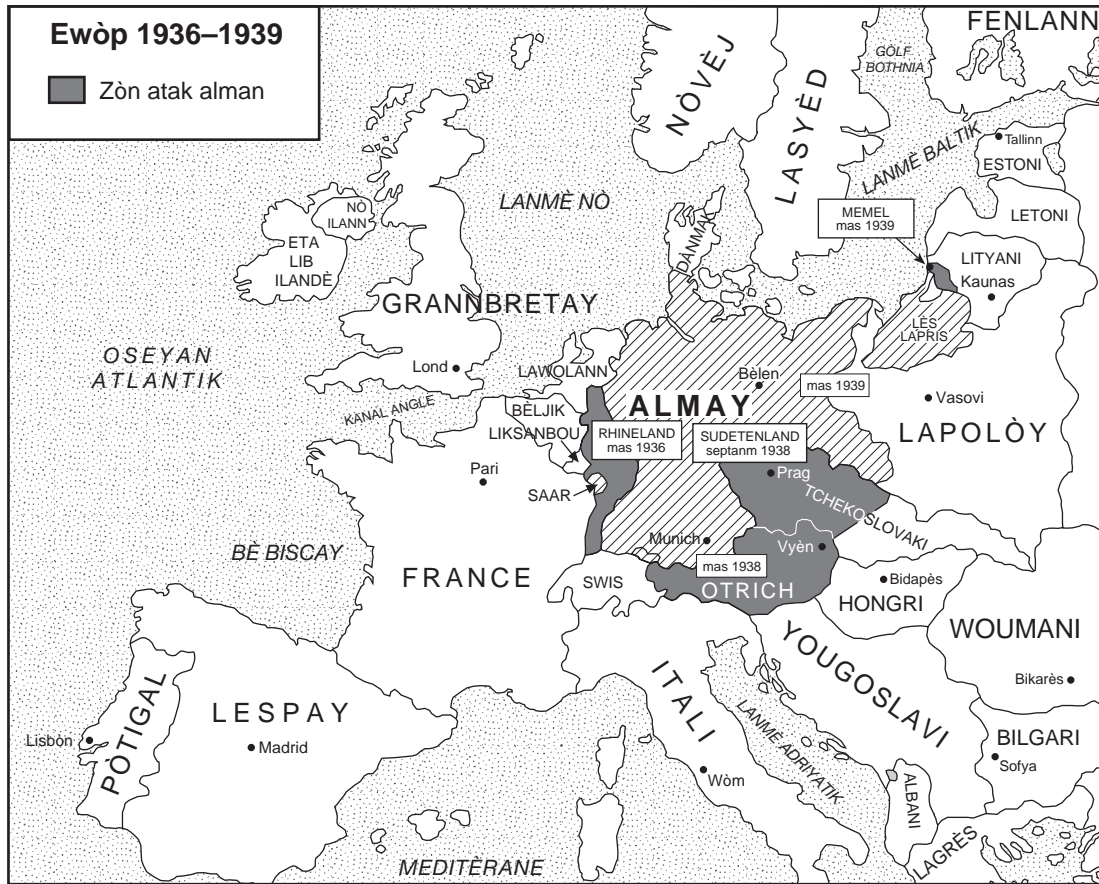 Ewòp 1936–1939
Zòn atak alman
FENLANN
GÒLF
BOTHNIA
NÒVÈJ
LASYÈD
LANMÈ BALTIK
Tallinn
ESTONI
LANMÈ NÒ
MEMEL
mas 1939
LETONI
NÒ
ILANN
ETA
LIB
ILANDÈ
DÀNMAK
LITYANI
Kaunas
GRANNBRETAY
LÈS
LAPRIS
OSEYAN
ATLANTIK
Lond
LAWOLANN
Bèlen
mas 1939
Vasovi
ALMAY
KANAL ANGLE
BÈLJIK
LIKSANBOU
RHINELAND
mas 1936
SUDETENLAND
septanm 1938
LAPOLÒY
Pari
SAAR
Prag
TCHEKOSLOVAKI
BÈ BISCAY
Munich
Vyèn
mas 1938
FRANCE
SWIS
OTRICH
Bidapès
HONGRI
WOUMANI
YOUGOSLAVI
ITALI
Bikarès
PÒTIGAL
LESPAY
LANMÈ ADRIYATIK
Lisbòn
Madrid
BILGARI
Sofya
Wòm
ALBANI
LAGRÈS
MEDITÈRANE